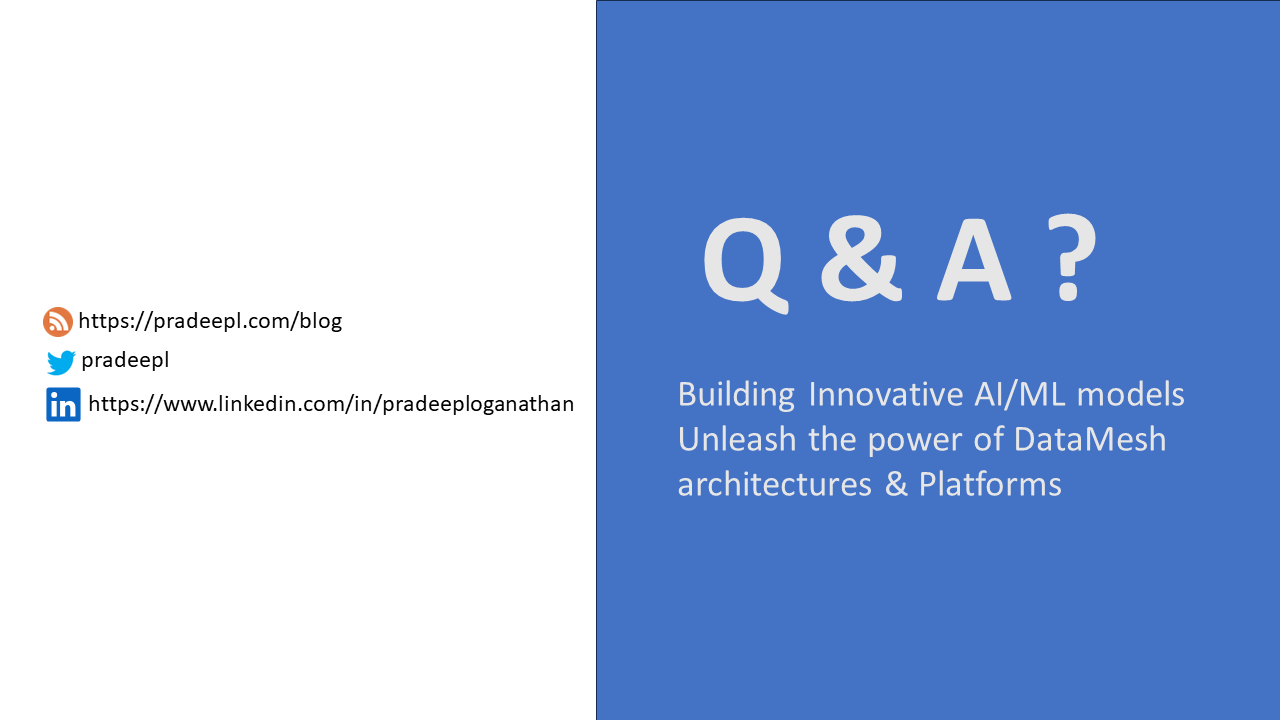 https://pradeepl.com/blog
pradeepl
in https://www.linkedin.com/in/pradeeploganathan
Q & A ?
Building Innovative AI/ML models
Unleash the power of DataMesh
architectures & Platforms